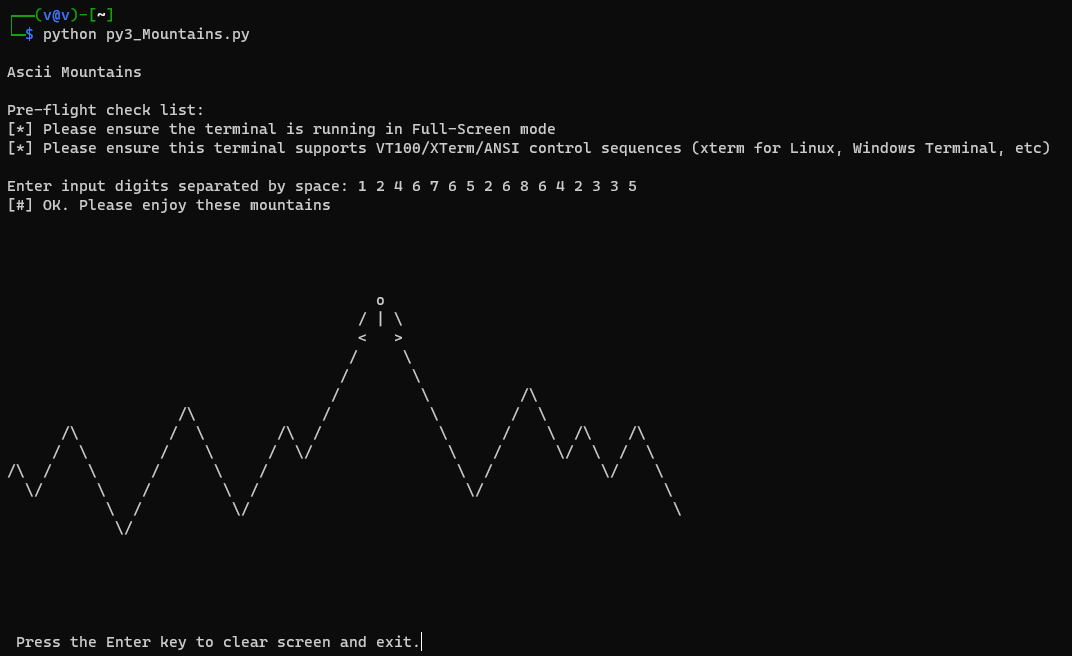 ┌──(v@v)-[~]
└─$ python py3_Mountains.py
Ascii Mountains
Pre-flight check list:
[*] Please ensure the terminal is running in Full-Screen mode
[*] Please ensure this terminal supports VT100/XTerm/ANSI control sequences (xterm for Linux, Windows Terminal, etc)
Enter input digits separated by space: 1 2 4 6 7 6 5 2 6 8 6 4 2 3 3 5
[#] OK. Please enjoy these mountains
Press the Enter key to clear screen and exit.